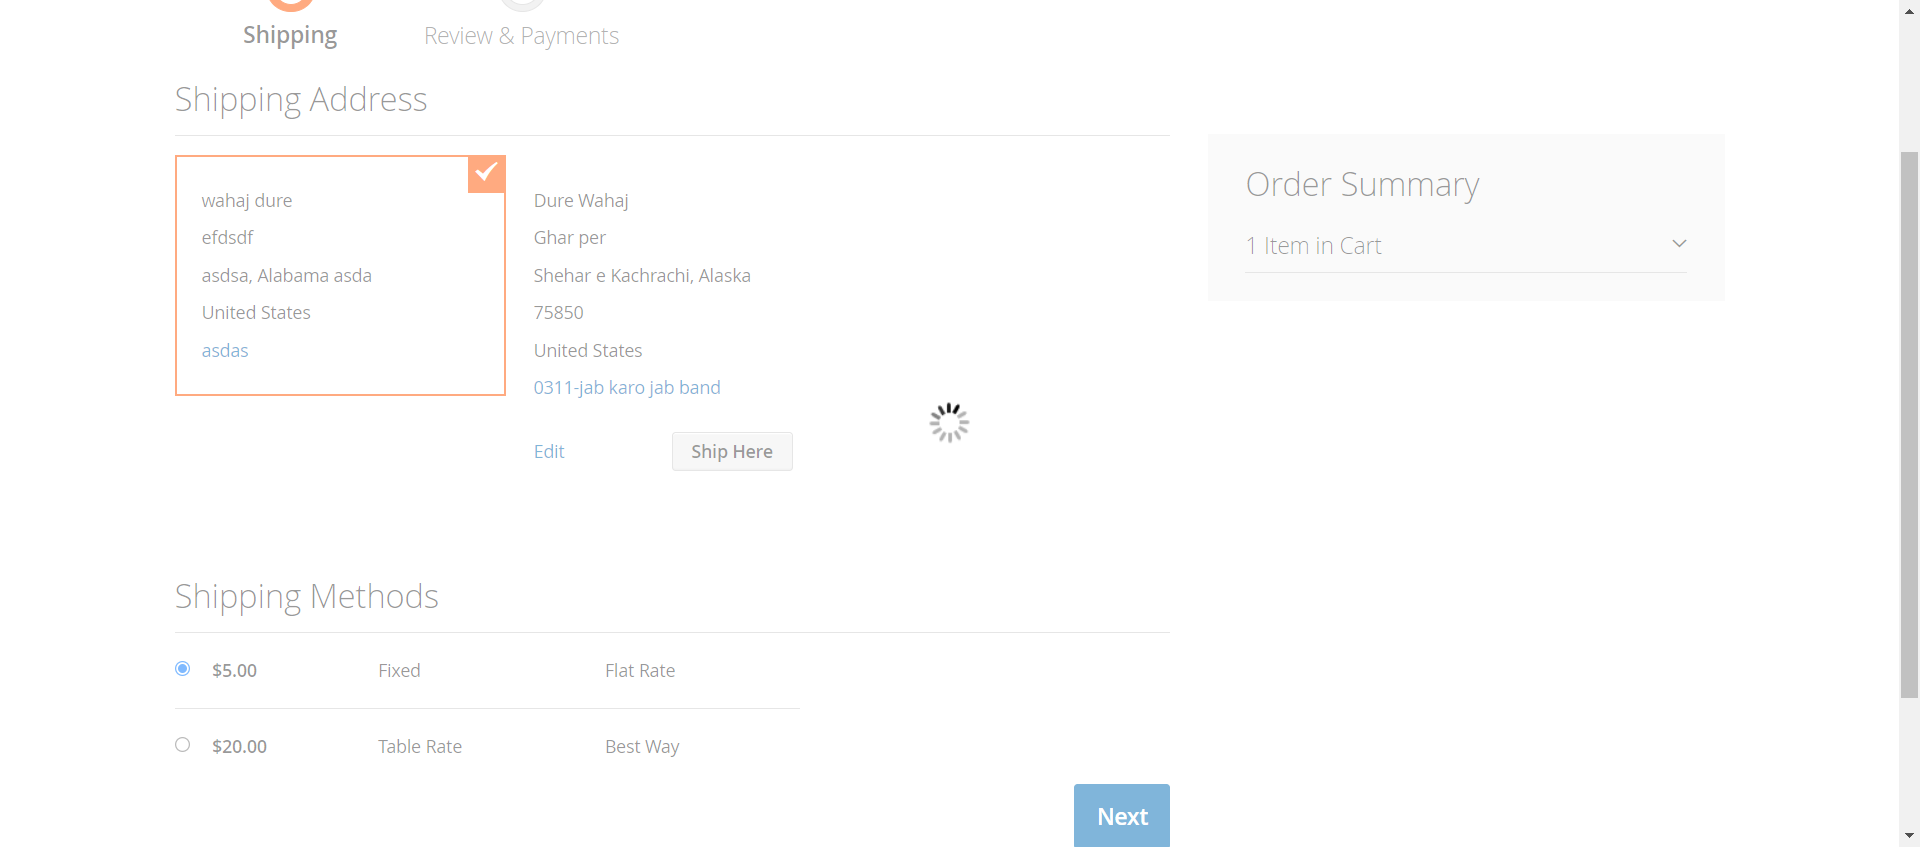 Shipping
Review & Payments
Shipping Address
wahaj dure
efdsdf
asdsa, Alabama asda
United States
asdas
Dure Wahaj
Ghar per
Shehar e Kachrachi, Alaska
75850
United States
0311-jab karo jab band
Edit
Ship Here
Order Summary
1 Item in Cart
Shipping Methods
$5.00 Fixed Flat Rate
$20.00 Table Rate Best Way
Next